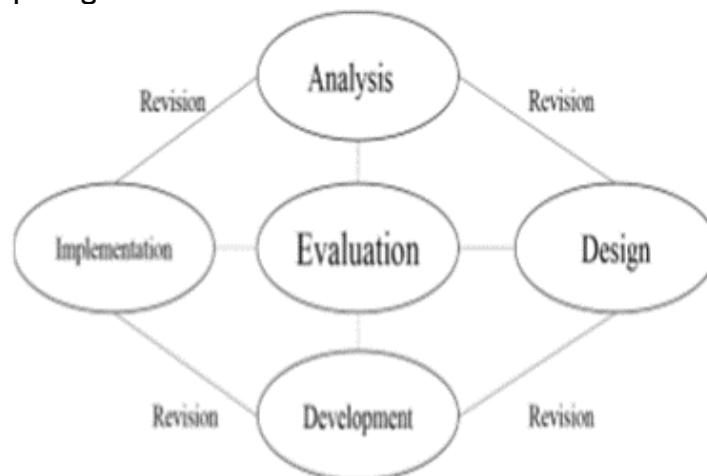 Analysis
Revision
Revision
Implementation
Evaluation
Design
Revision
Development
Revision